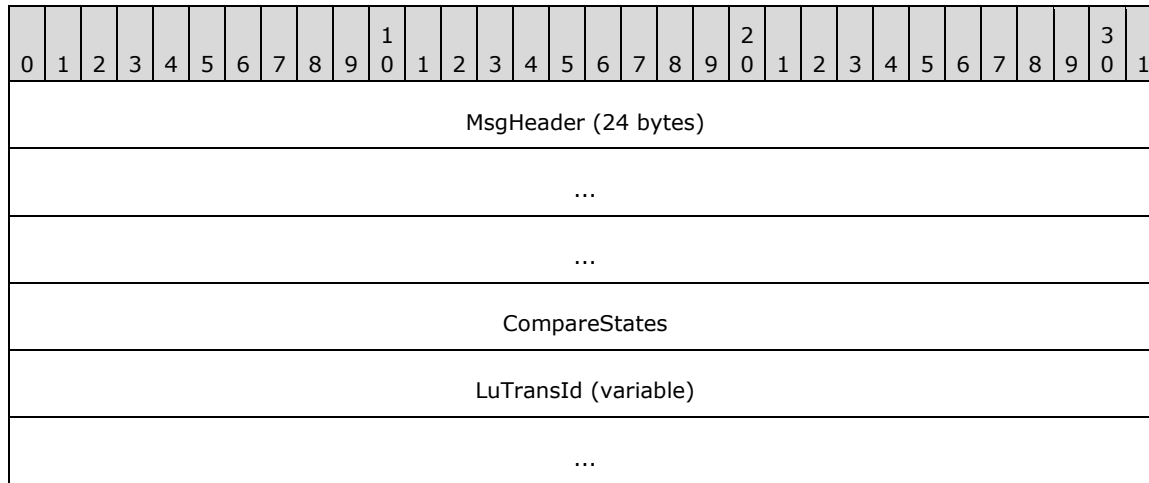 0 1 2 3 4 5 6 7 8 9 1 0 1 2 3 4 5 6 7 8 9 2 0 1 2 3 4 5 6 7 8 9 3 0 1
MsgHeader (24 bytes)
...
...
CompareStates
LuTransId (variable)
...